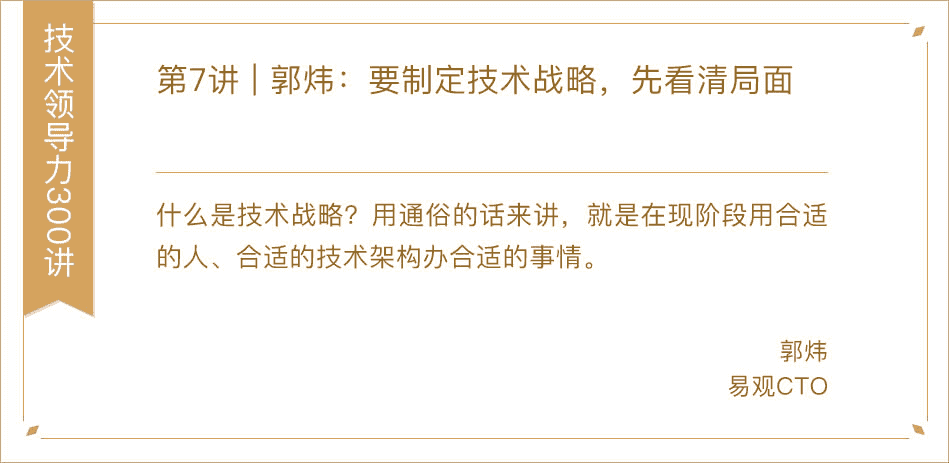 技术领导力300讲
第7讲 | 郭炜：要制定技术战略，先看清局面
什么是技术战略？用通俗的话来讲，就是在现阶段用合适
的人、合适的技术架构办合适的事情。
郭炜
易观CTO